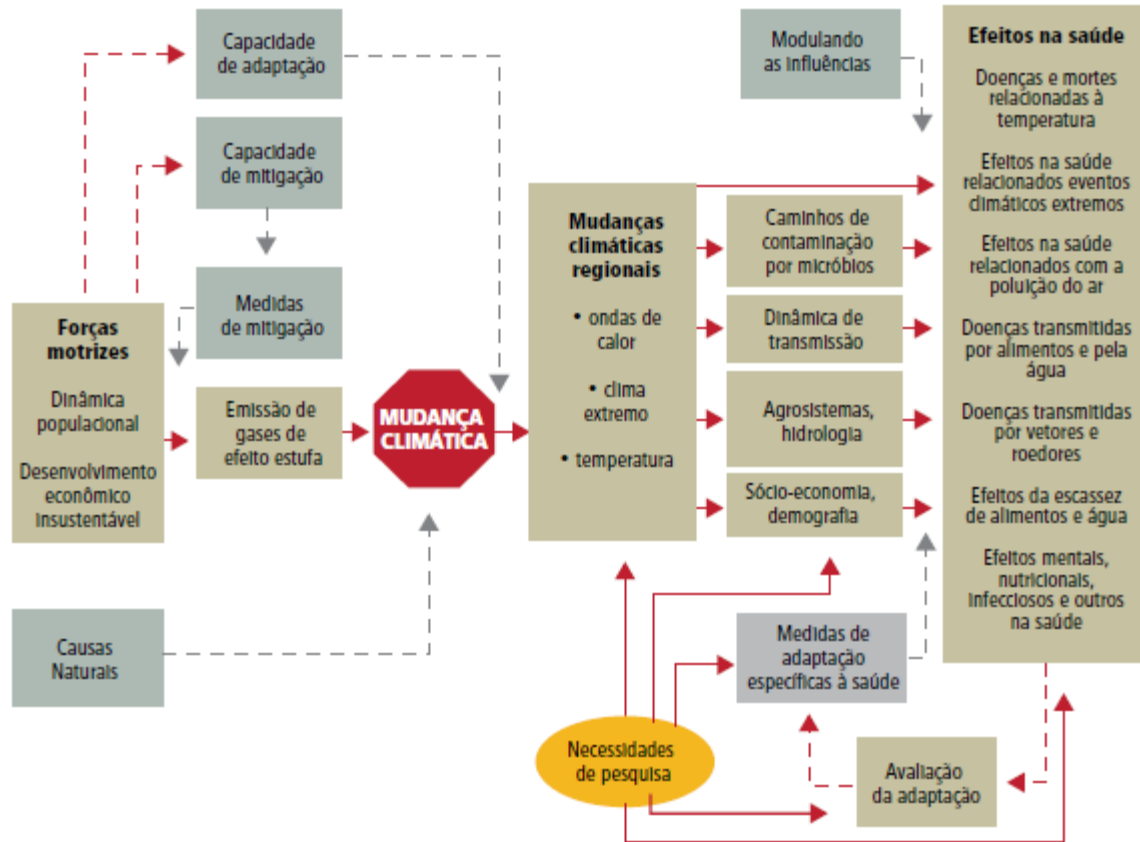 Capacidade
de adaptação
Capacidade
de mitigação
Medidas
de mitigação
Forças
motrizes
Dinâmica
populacional
Desenvolvimento
econômico
insustentável
Emissão de
gases de
efeito estufa
Causas
Naturais
MUDANÇA
CLIMÁTICA
Mudanças
climáticas
regionais
• ondas de
calor
• clima
extremo
• temperatura
Modulando
as influências
Caminhos de
contaminação
por micróbios
Dinâmica de
transmissão
Agrosistemas,
hidrologia
Sócio-economia,
demografia
Medidas de
adaptação
específicas à saúde
Necessidades
de pesquisa
Avaliação
da adaptação
Efeitos na saúde
Doenças e mortes
relacionadas à
temperatura
Efeitos na saúde
relacionados eventos
climáticos extremos
Efeitos na saúde
relacionados com a
poluição do ar
Doenças transmitidas
por alimentos e pela
água
Doenças transmitidas
por vetores e
roedores
Efeitos da escassez
de alimentos e água
Efeitos mentais,
nutricionais,
infecciosos e outros
na saúde